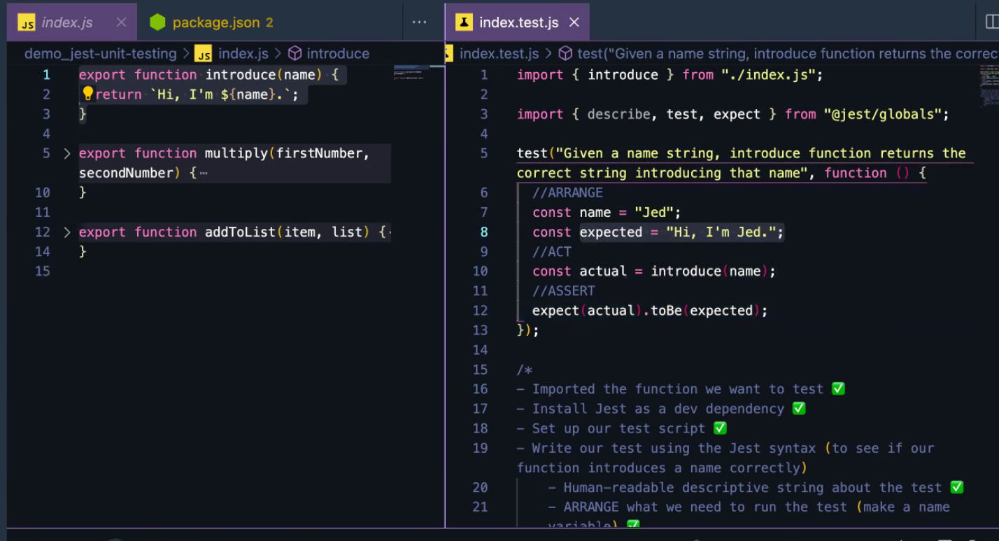 JS index.js × package.json 2 ...
demo_jest-unit-testing > JS index.js > introduce
1 export function introduce(name) {
2 return `Hi, I'm ${name}.`;
3 }
4
5 > export function multiply(firstNumber,
secondNumber) {…
10 }
11
12 > export function addToList(item, list) {
14 }
15
index.test.js ×
index.test.js > test("Given a name string, introduce function returns the correc
1 import { introduce } from "./index.js";
2
3 import { describe, test, expect } from "@jest/globals";
4
5 test("Given a name string, introduce function returns the
correct string introducing that name", function () {
6 //ARRANGE
7 const name = "Jed";
8 const expected = "Hi, I'm Jed.";
9 //ACT
10 const actual = introduce(name);
11 //ASSERT
12 expect(actual).toBe(expected);
13 });
14
15 /*
16 - Imported the function we want to test ✅
17 - Install Jest as a dev dependency ✅
18 - Set up our test script ✅
19 - Write our test using the Jest syntax (to see if our
function introduces a name correctly)
20 - Human-readable descriptive string about the test ✅
21 - ARRANGE what we need to run the test (make a name
variable) ✅